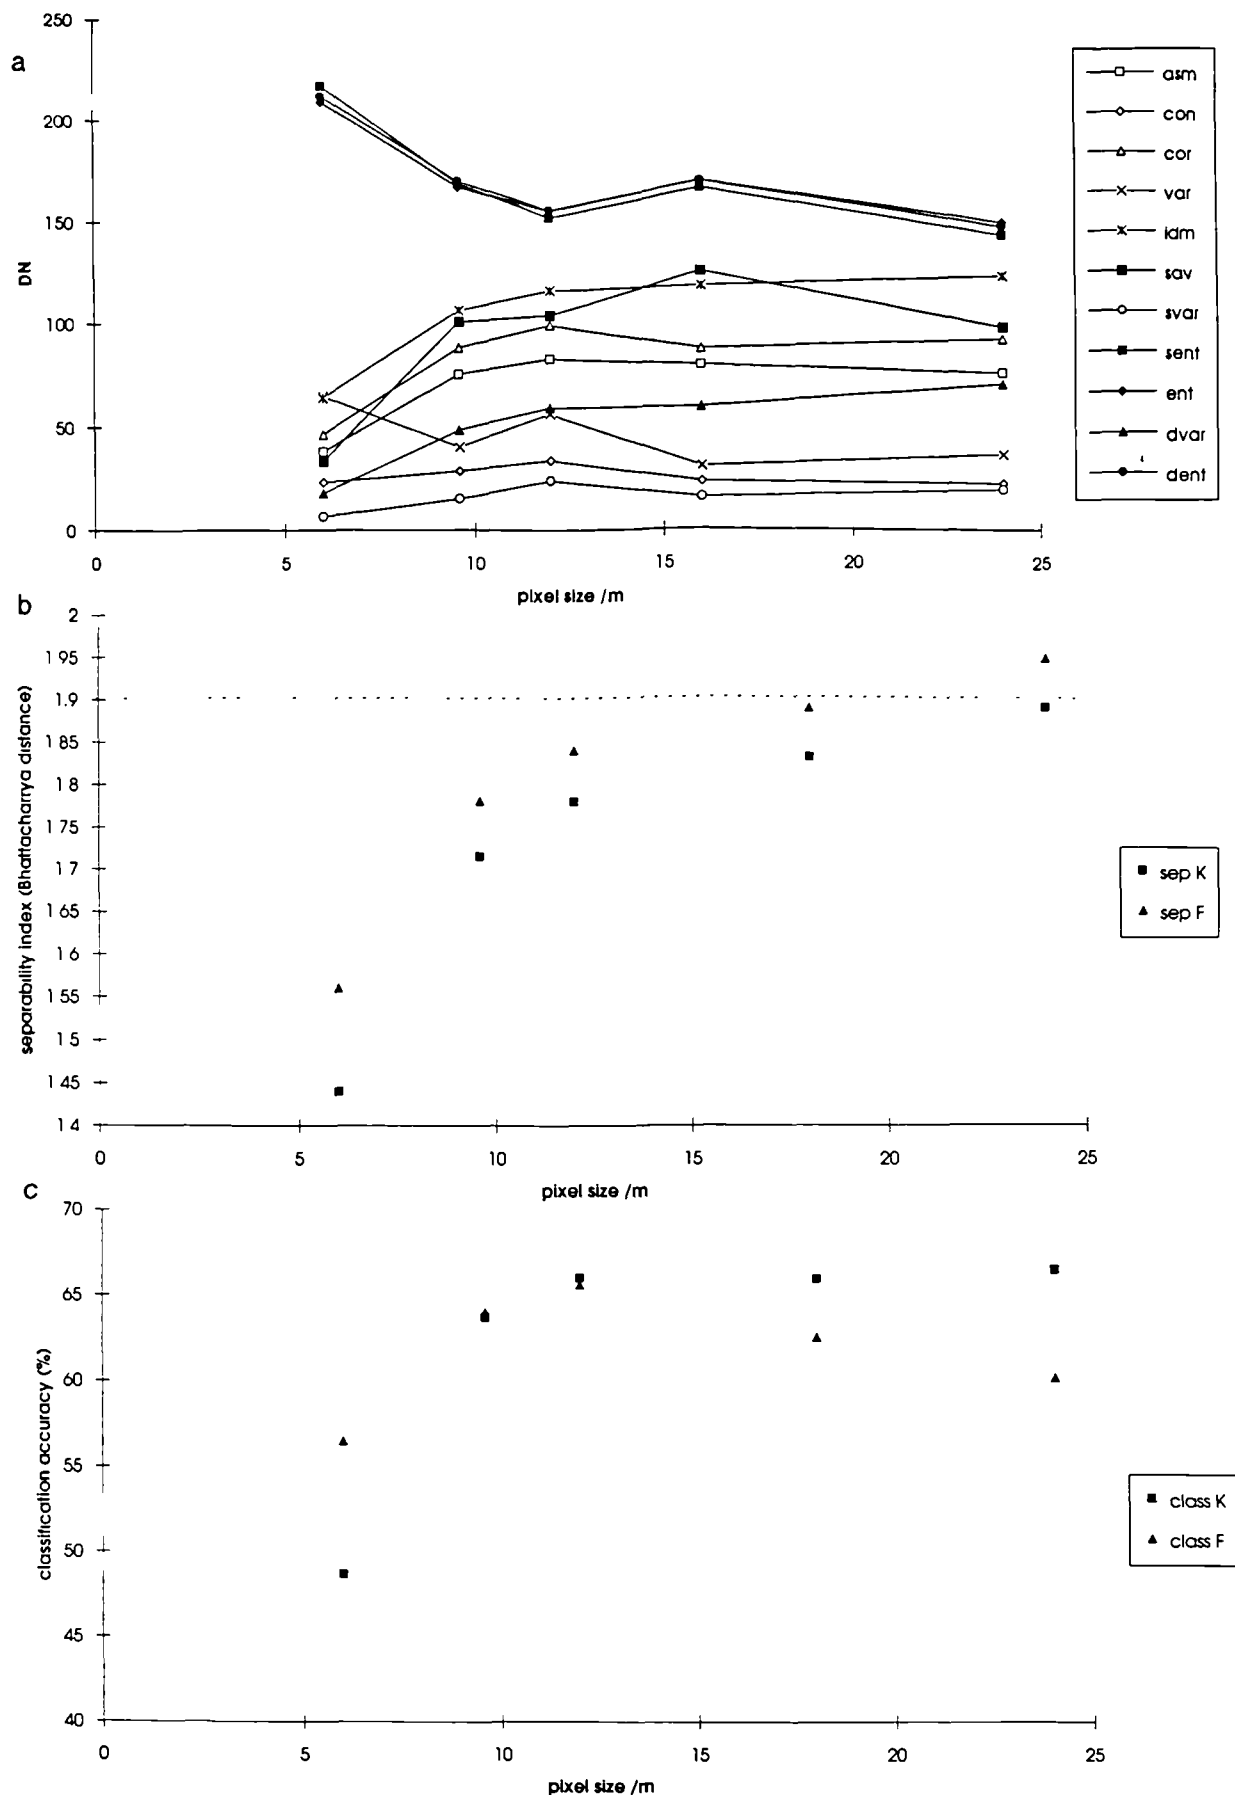 a
250
200
150
100
50
0
DN
0 5 10 15 20 25
pixel size /m
asm
con
cor
var
idm
sav
svar
sent
ent
dvar
dent
b
2
1 95
1 9
1 85
1 8
1 75
1 7
1 65
1 6
1 55
1 5
1 45
1 4
separability index (Bhattacharrya distance)
0 5 10 15 20 25
pixel size /m
sep K
sep F
c
70
65
60
55
50
45
40
classification accuracy (%)
0 5 10 15 20 25
pixel size /m
class K
class F